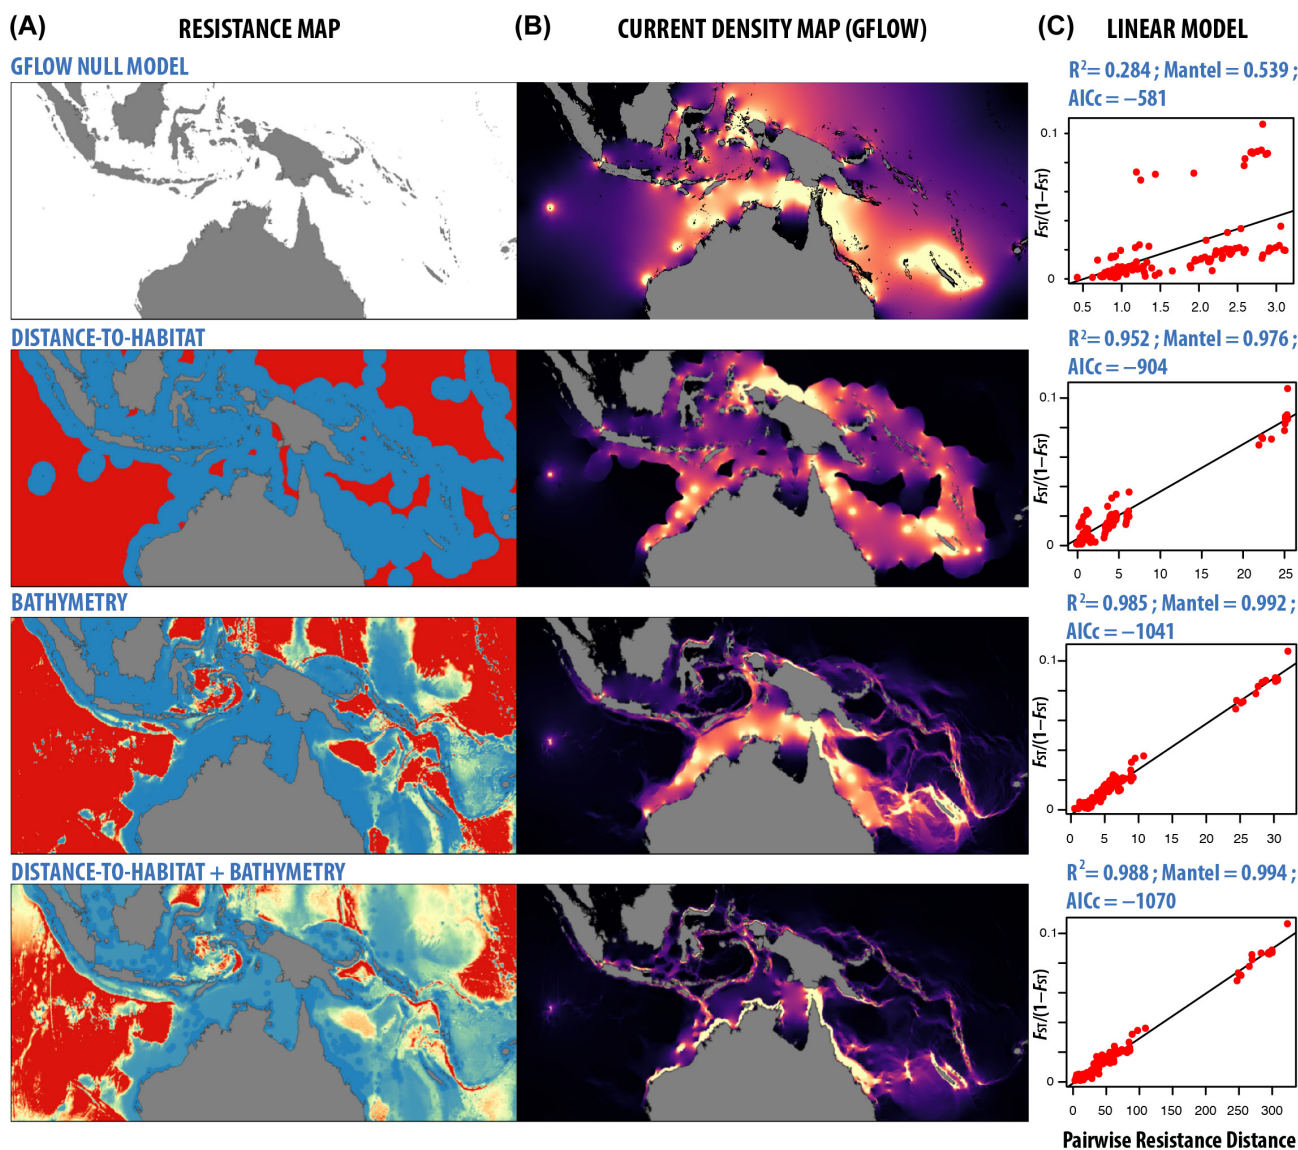 (A) RESISTANCE MAP (B) CURRENT DENSITY MAP (GFLOW) (C) LINEAR MODEL
GFLOW NULL MODEL
R²= 0.284 ; Mantel = 0.539 ;
AICc = −581
0.1
0
FST/(1−FST)
0.5 1.0 1.5 2.0 2.5 3.0
DISTANCE-TO-HABITAT
R²= 0.952 ; Mantel = 0.976 ;
AICc = −904
0.1
0
FST/(1−FST)
0 5 10 15 20 25
BATHYMETRY
R²= 0.985 ; Mantel = 0.992 ;
AICc = −1041
0.1
0
FST/(1−FST)
0 5 10 15 20 25 30
DISTANCE-TO-HABITAT + BATHYMETRY
R²= 0.988 ; Mantel = 0.994 ;
AICc = −1070
0.1
0
FST/(1−FST)
0 50 100 150 200 250 300
Pairwise Resistance Distance